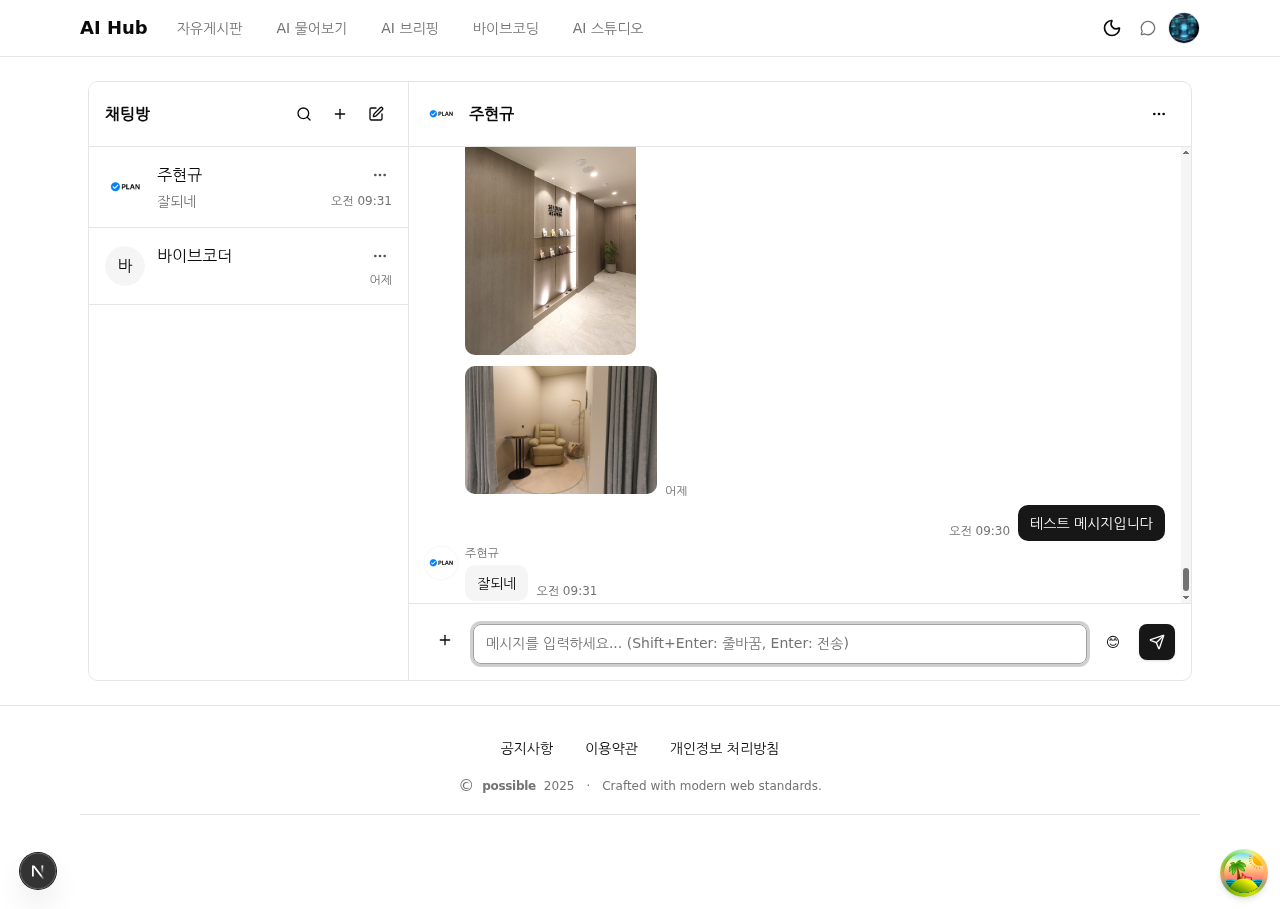 AI Hub 자유게시판 AI 물어보기 AI 브리핑 바이브코딩 AI 스튜디오
채팅방
PLAN 주현규
잘되네 오전 09:31
바 바이브코더
어제
PLAN 주현규
어제
오전 09:30 테스트 메시지입니다
PLAN 주현규
잘되네 오전 09:31
메시지를 입력하세요... (Shift+Enter: 줄바꿈, Enter: 전송)
공지사항 이용약관 개인정보 처리방침
© possible 2025 · Crafted with modern web standards.
N